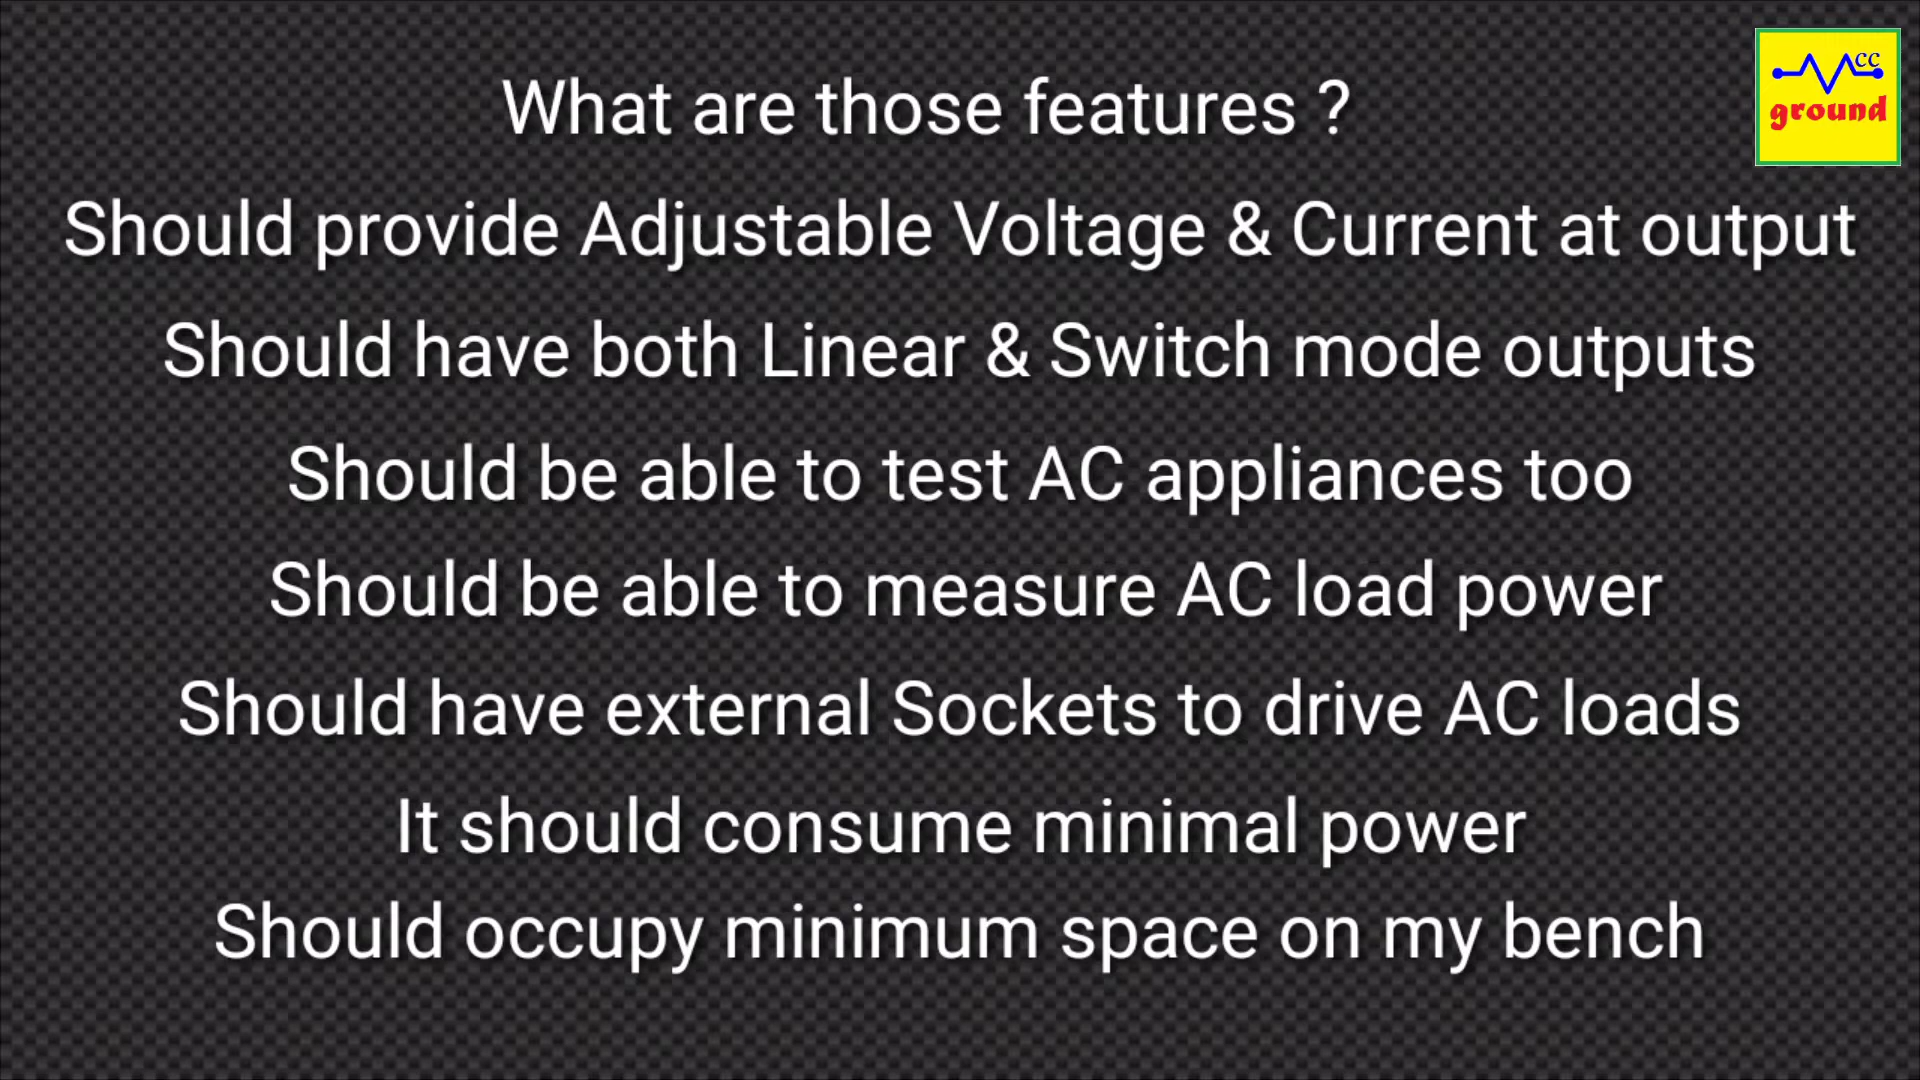 What are those features ?
cc
ground
Should provide Adjustable Voltage & Current at output
Should have both Linear & Switch mode outputs
Should be able to test AC appliances too
Should be able to measure AC load power
Should have external Sockets to drive AC loads
It should consume minimal power
Should occupy minimum space on my bench